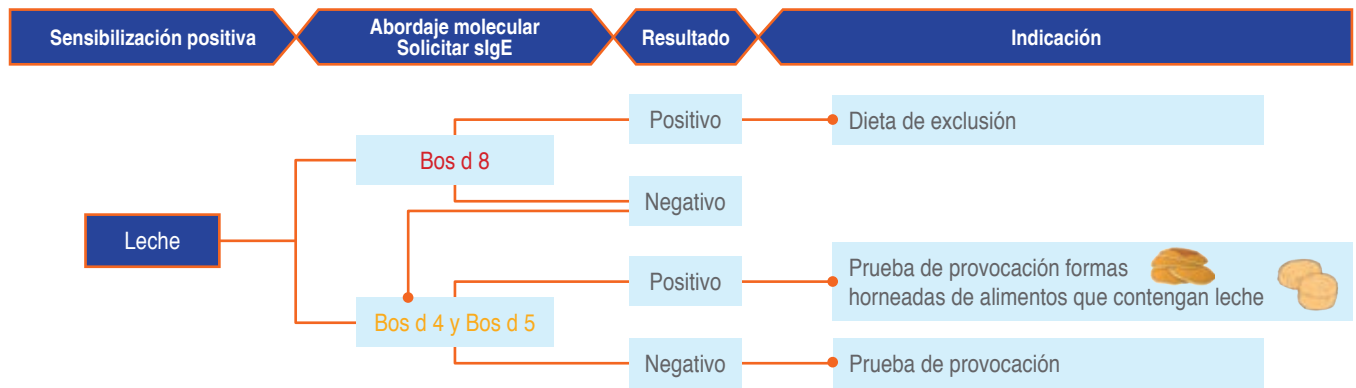 Sensibilización positiva
Abordaje molecular
Solicitar sIgE
Resultado
Indicación
Leche
Bos d 8
Positivo
Dieta de exclusión
Negativo
Bos d 4 y Bos d 5
Positivo
Prueba de provocación formas
horneadas de alimentos que contengan leche
Negativo
Prueba de provocación